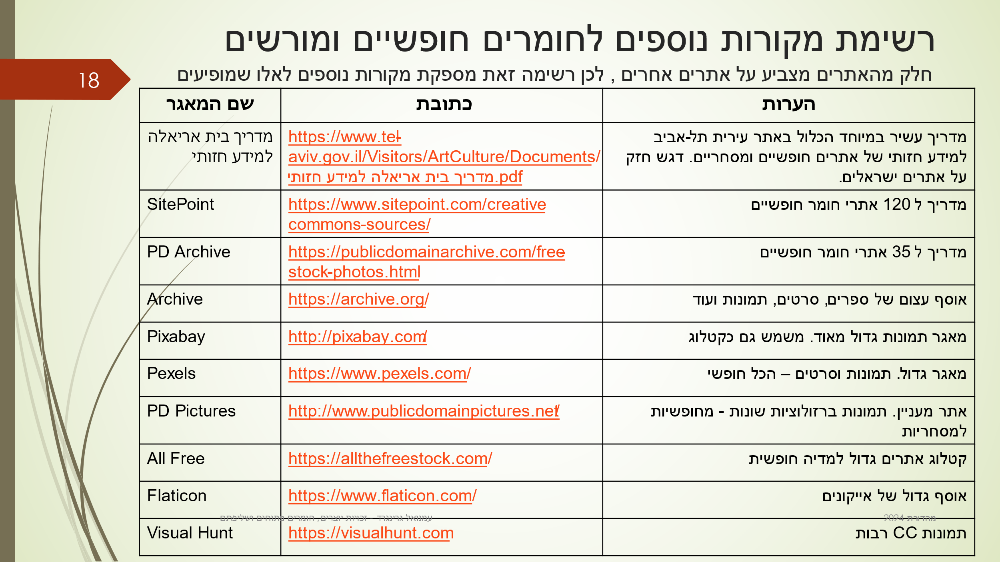 רשימת מקורות נוספים לחומרים חופשיים ומורשים
חלק מהאתרים מצביע על אתרים אחרים , לכן רשימה זאת מספקת מקורות נוספים לאלו שמופיעים
18
שם המאגר
כתובת
הערות
מדריך בית אריאלה
למידע חזותי
https://www.tel-
aviv.gov.il/Visitors/ArtCulture/Documents/
מדריך בית אריאלה למידע חזותי.pdf
מדריך עשיר במיוחד הכלול באתר עירית תל-אביב
למידע חזותי של אתרים חופשיים ומסחריים. דגש חזק
על אתרים ישראלים.
SitePoint
https://www.sitepoint.com/creative
commons-sources/
מדריך ל 120 אתרי חומר חופשיים
PD Archive
https://publicdomainarchive.com/free-
stock-photos.html
מדריך ל 35 אתרי חומר חופשיים
Archive
https://archive.org/
אוסף עצום של ספרים, סרטים, תמונות ועוד
Pixabay
http://pixabay.com/
מאגר תמונות גדול מאוד. משמש גם כקטלוג
Pexels
https://www.pexels.com/
מאגר גדול. תמונות וסרטים – הכל חופשי
PD Pictures
http://www.publicdomainpictures.net/
אתר מעניין. תמונות ברזולוציות שונות - מחופשיות
למסחריות
All Free
https://allthefreestock.com/
קטלוג אתרים גדול למדיה חופשית
Flaticon
https://www.flaticon.com/
אוסף גדול של אייקונים
Visual Hunt
https://visualhunt.com
תמונות CC רבות
עמנואל גרינגרד - זכויות יוצרים, חומרים פתוחים ושליפתם
מהדורת 2024